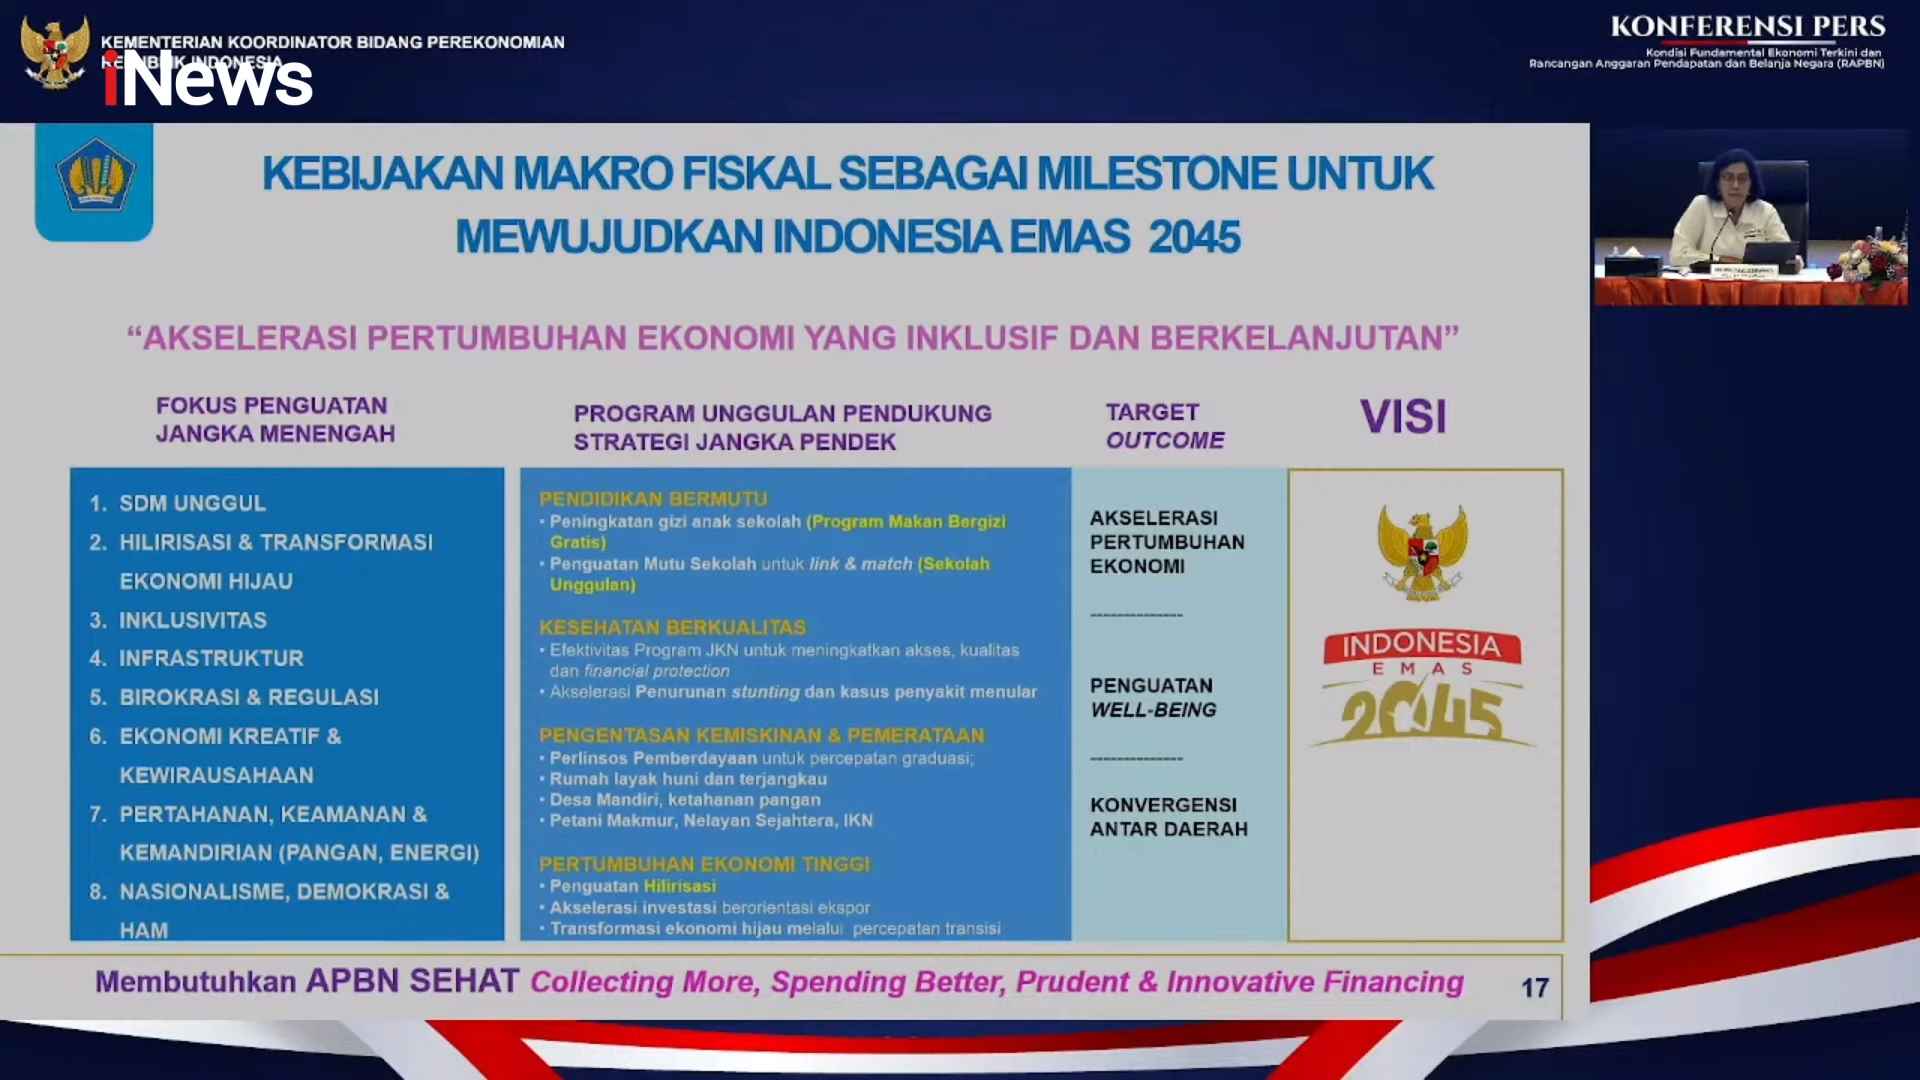 KEMENTERIAN KOORDINATOR BIDANG PEREKONOMIAN
REPUBLIK INDONESIA
iNews
KONFERENSI PERS
Kondisi Fundamental Ekonomi Terkini dan
Rancangan Anggaran Pendapatan dan Belanja Negara (RAPBN)
KEBIJAKAN MAKRO FISKAL SEBAGAI MILESTONE UNTUK
MEWUJUDKAN INDONESIA EMAS 2045
“AKSELERASI PERTUMBUHAN EKONOMI YANG INKLUSIF DAN BERKELANJUTAN”
FOKUS PENGUATAN
JANGKA MENENGAH
1. SDM UNGGUL
2. HILIRISASI & TRANSFORMASI
EKONOMI HIJAU
3. INKLUSIVITAS
4. INFRASTRUKTUR
5. BIROKRASI & REGULASI
6. EKONOMI KREATIF &
KEWIRAUSAHAAN
7. PERTAHANAN, KEAMANAN &
KEMANDIRIAN (PANGAN, ENERGI)
8. NASIONALISME, DEMOKRASI &
HAM
PROGRAM UNGGULAN PENDUKUNG
STRATEGI JANGKA PENDEK
PENDIDIKAN BERMUTU
• Peningkatan gizi anak sekolah (Program Makan Bergizi
Gratis)
• Penguatan Mutu Sekolah untuk link & match (Sekolah
Unggulan)
KESEHATAN BERKUALITAS
• Efektivitas Program JKN untuk meningkatkan akses, kualitas
dan financial protection
• Akselerasi Penurunan stunting dan kasus penyakit menular
PENGENTASAN KEMISKINAN & PEMERATAAN
• Perlinsos Pemberdayaan untuk percepatan graduasi;
• Rumah layak huni dan terjangkau
• Desa Mandiri, ketahanan pangan
• Petani Makmur, Nelayan Sejahtera, IKN
PERTUMBUHAN EKONOMI TINGGI
• Penguatan Hilirisasi
• Akselerasi investasi berorientasi ekspor
• Transformasi ekonomi hijau melalui percepatan transisi
TARGET
OUTCOME
AKSELERASI
PERTUMBUHAN
EKONOMI
--------------
PENGUATAN
WELL-BEING
--------------
KONVERGENSI
ANTAR DAERAH
VISI
INDONESIA
EMAS
2045
Membutuhkan APBN SEHAT Collecting More, Spending Better, Prudent & Innovative Financing
17